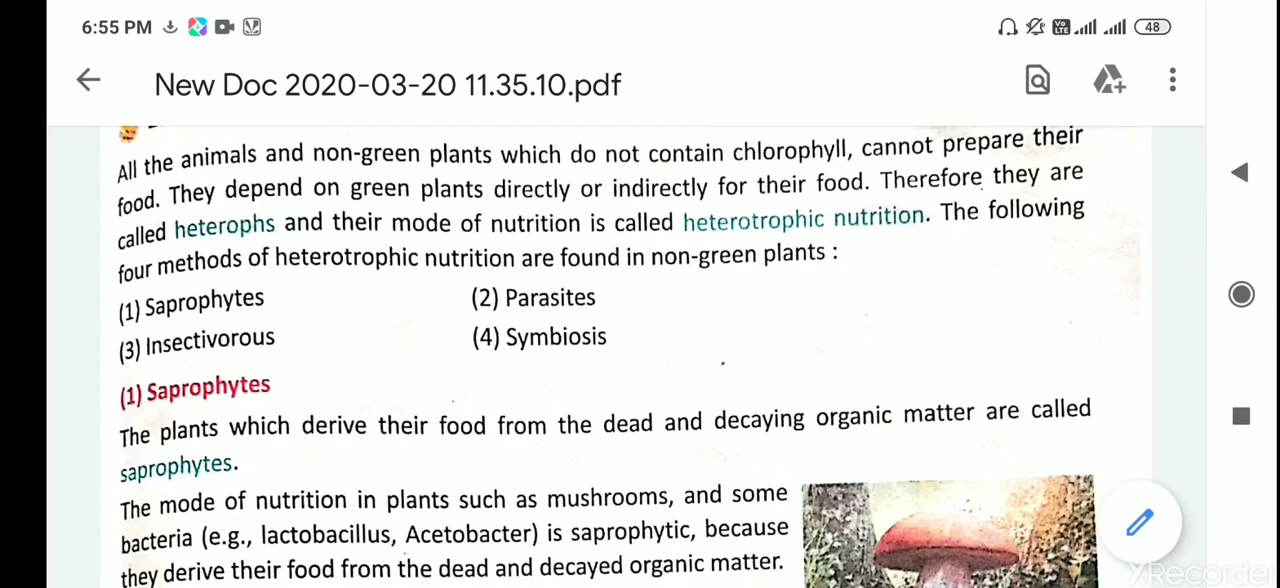 6:55 PM
Vo LTE
48
New Doc 2020-03-20 11.35.10.pdf
All the animals and non-green plants which do not contain chlorophyll, cannot prepare their
food. They depend on green plants directly or indirectly for their food. Therefore they are
called heterophs and their mode of nutrition is called heterotrophic nutrition. The following
four methods of heterotrophic nutrition are found in non-green plants :
(1) Saprophytes (2) Parasites
(3) Insectivorous (4) Symbiosis
(1) Saprophytes
The plants which derive their food from the dead and decaying organic matter are called
saprophytes.
The mode of nutrition in plants such as mushrooms, and some
bacteria (e.g., lactobacillus, Acetobacter) is saprophytic, because
they derive their food from the dead and decayed organic matter.
XRecorder